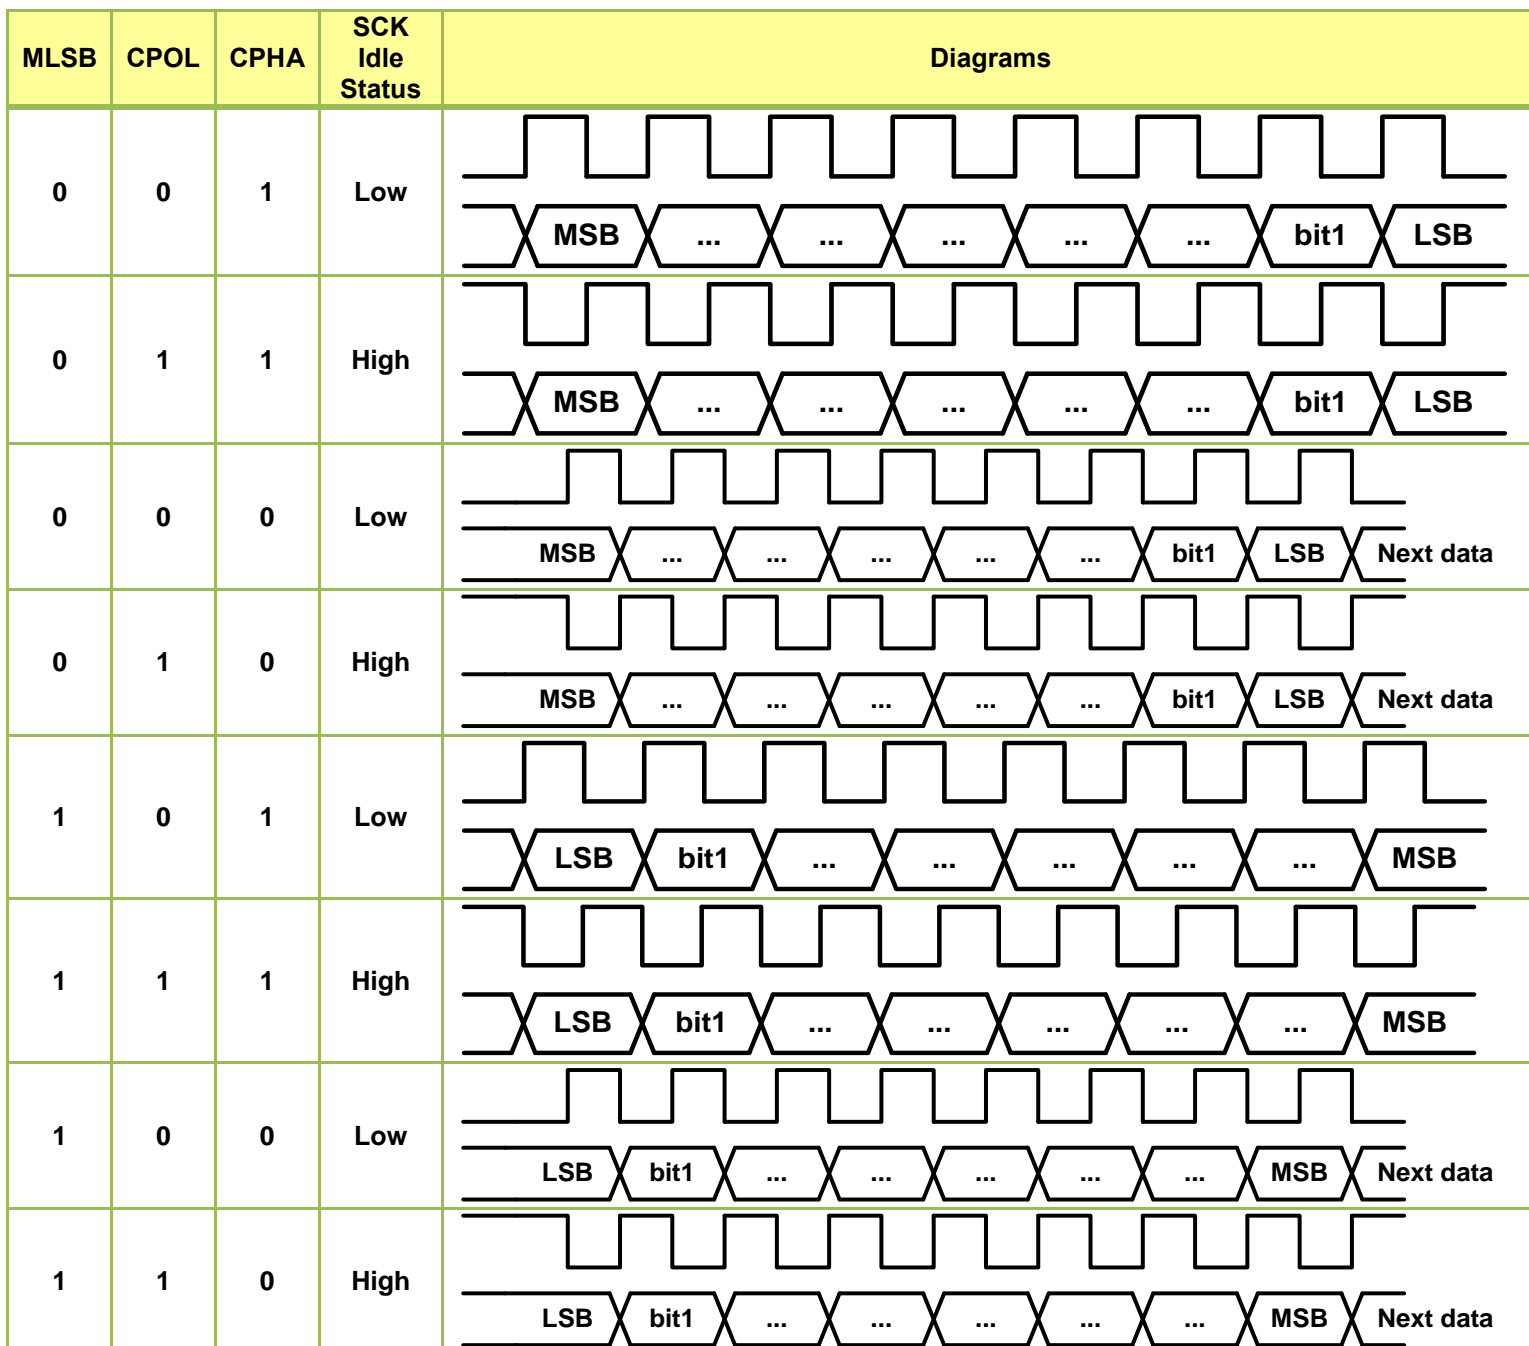 MLSB CPOL CPHA SCK Idle Status Diagrams
0 0 1 Low
MSB ... ... ... ... ... bit1 LSB
0 1 1 High
MSB ... ... ... ... ... bit1 LSB
0 0 0 Low
MSB ... ... ... ... ... bit1 LSB Next data
0 1 0 High
MSB ... ... ... ... ... bit1 LSB Next data
1 0 1 Low
LSB bit1 ... ... ... ... ... MSB
1 1 1 High
LSB bit1 ... ... ... ... ... MSB
1 0 0 Low
LSB bit1 ... ... ... ... ... MSB Next data
1 1 0 High
LSB bit1 ... ... ... ... ... MSB Next data